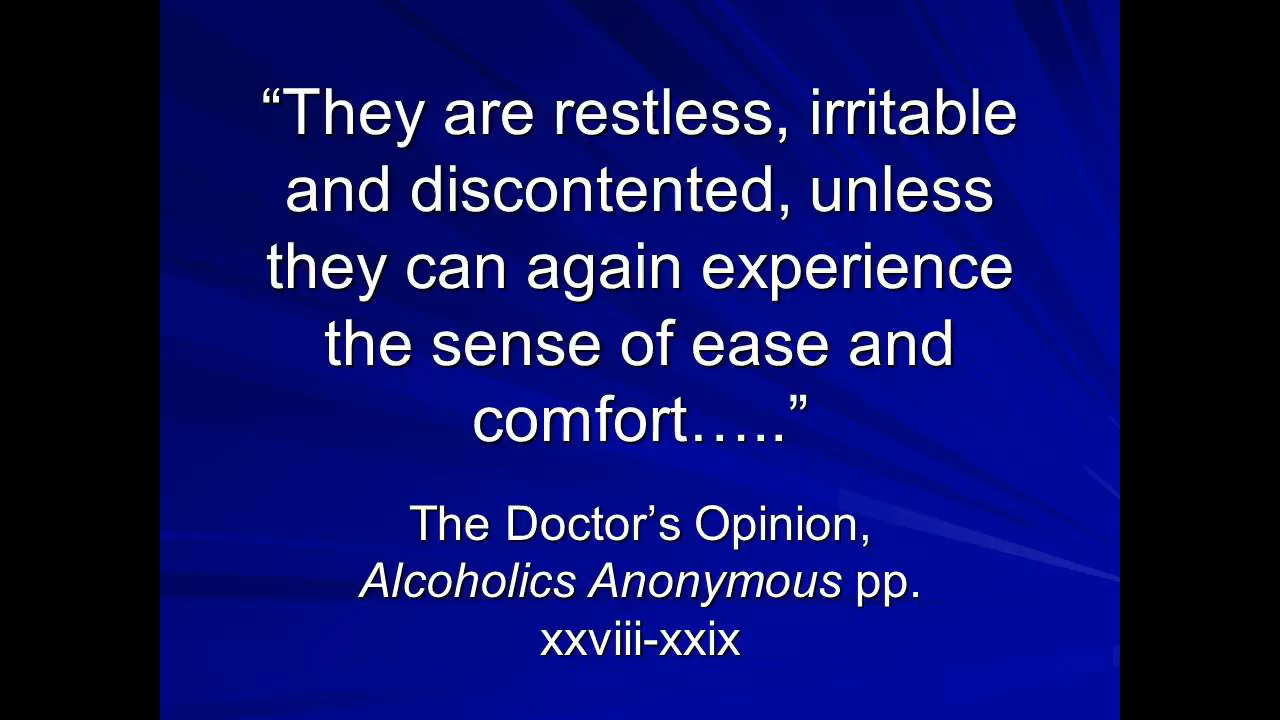 “They are restless, irritable
and discontented, unless
they can again experience
the sense of ease and
comfort…..”
The Doctor’s Opinion,
Alcoholics Anonymous pp.
xxviii-xxix